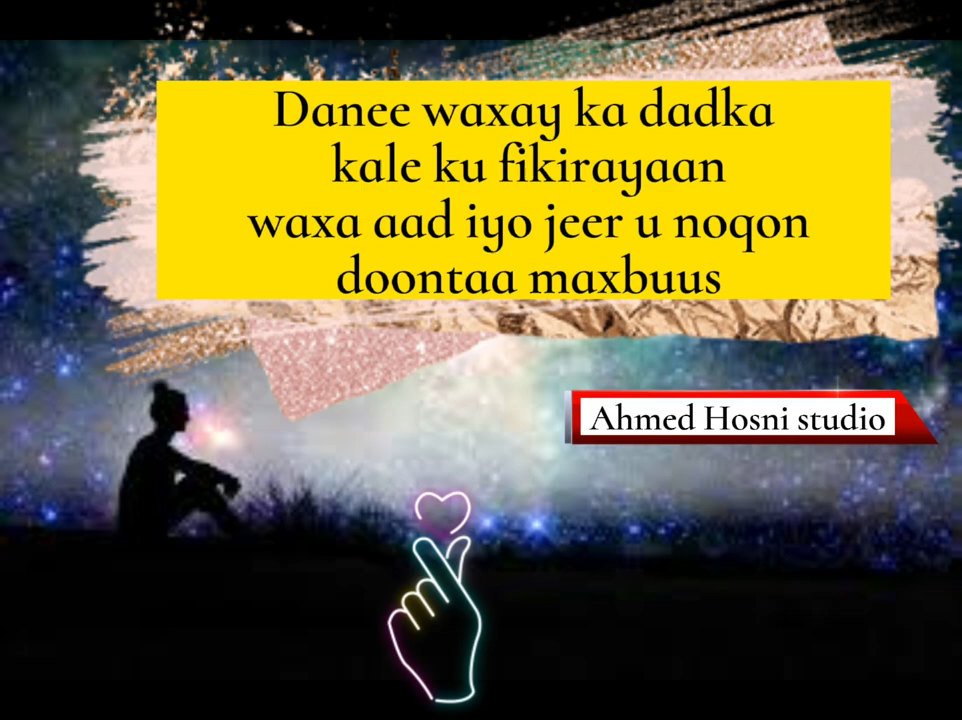 Danee waxay ka dadka
kale ku fikirayaan
waxa aad iyo jeer u noqon
doontaa maxbuus
Ahmed Hosni studio